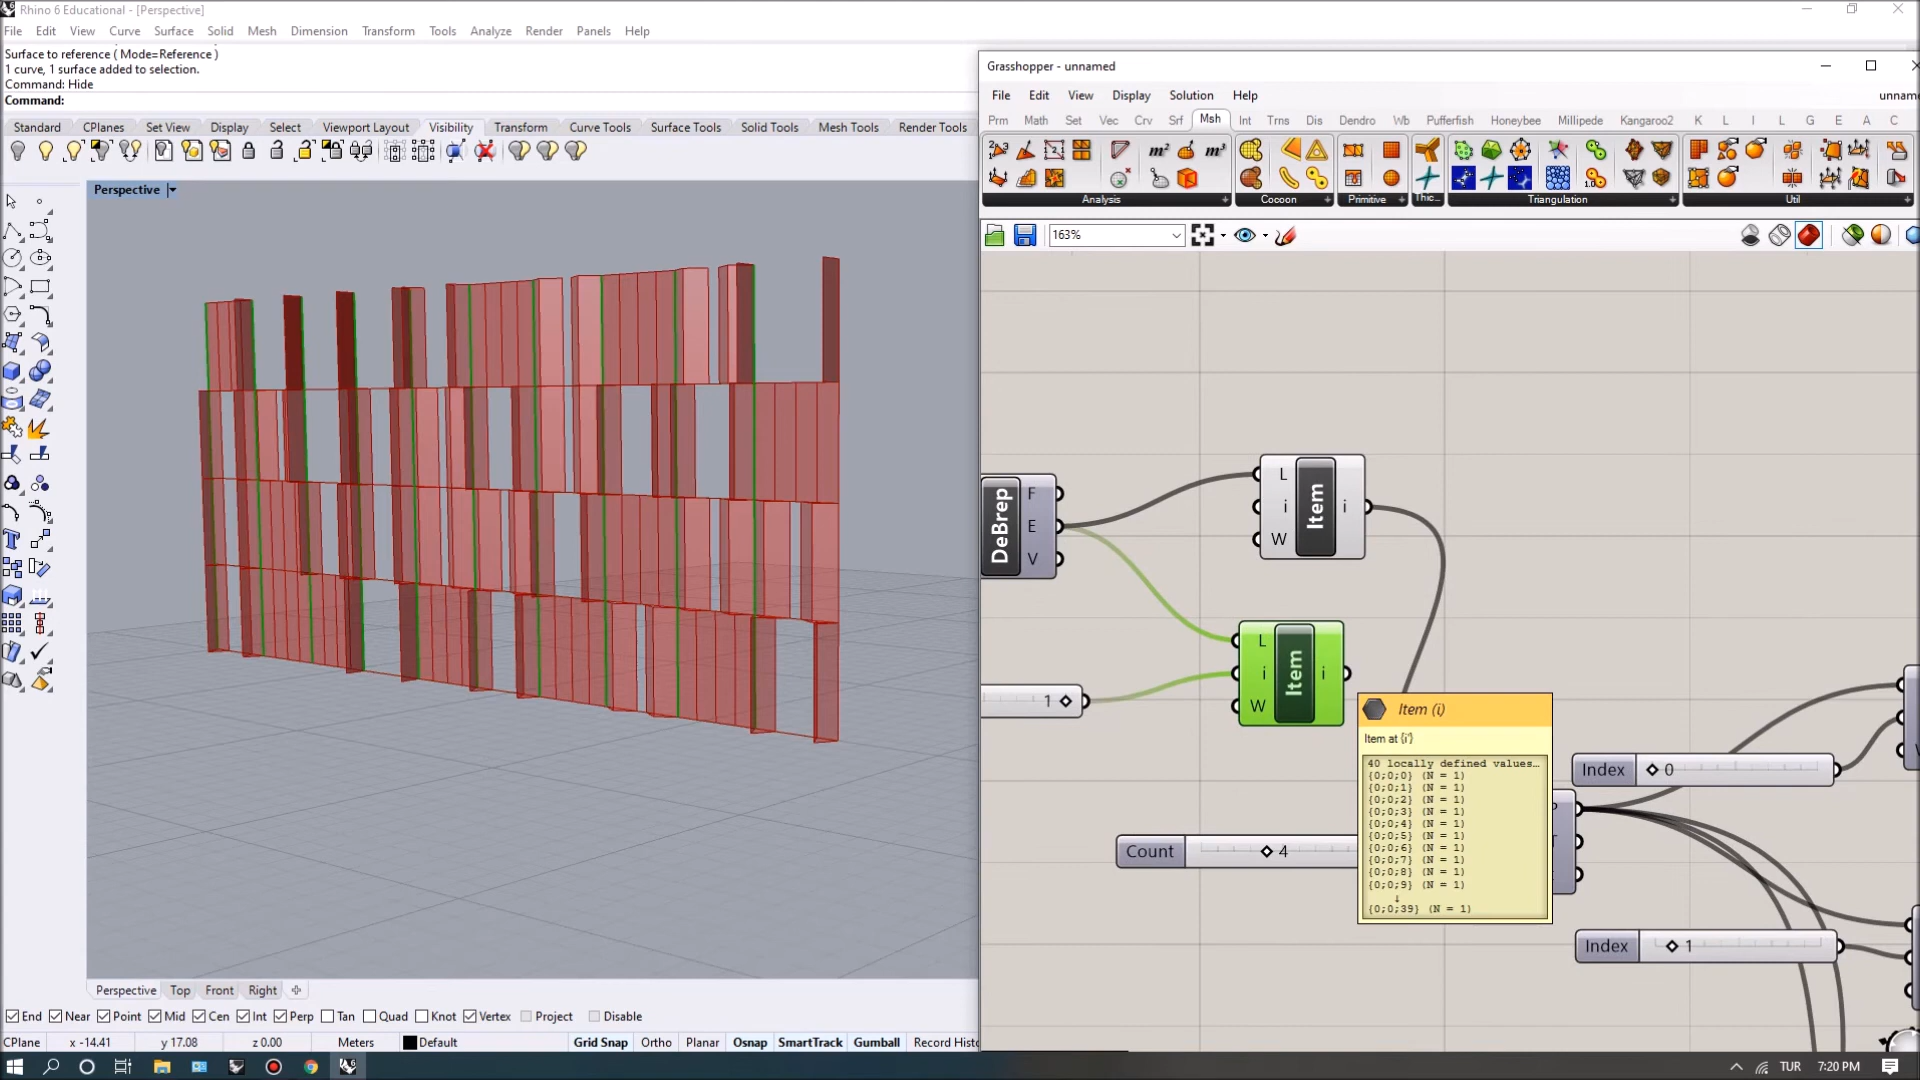 Rhino 6 Educational - [Perspective]
File Edit View Curve Surface Solid Mesh Dimension Transform Tools Analyze Render Panels Help
Surface to reference ( Mode=Reference )
1 curve, 1 surface added to selection.
Command: Hide
Command:
Standard CPlanes Set View Display Select Viewport Layout Visibility Transform Curve Tools Surface Tools Solid Tools Mesh Tools Render Tools
Perspective
Grasshopper - unnamed
File Edit View Display Solution Help
unname
Prm Math Set Vec Crv Srf Msh Int Trns Dis Dendro Wb Pufferfish Honeybee Millipede Kangaroo2 K L I L G E A C
Analysis Cocoon Primitive Thic... Triangulation Util
163%
DeBrep F E V
L i W Item i
1
L i W Item i
Item (i)
Item at {i'}
40 locally defined values…
{0;0;0} (N = 1)
{0;0;1} (N = 1)
{0;0;2} (N = 1)
{0;0;3} (N = 1)
{0;0;4} (N = 1)
{0;0;5} (N = 1)
{0;0;6} (N = 1)
{0;0;7} (N = 1)
{0;0;8} (N = 1)
{0;0;9} (N = 1)
↓
{0;0;39} (N = 1)
Index 0
Count 4
Index 1
Perspective Top Front Right
End Near Point Mid Cen Int Perp Tan Quad Knot Vertex Project Disable
CPlane x -14.41 y 17.08 z 0.00 Meters Default Grid Snap Ortho Planar Osnap SmartTrack Gumball Record Histo
TUR 7:20 PM